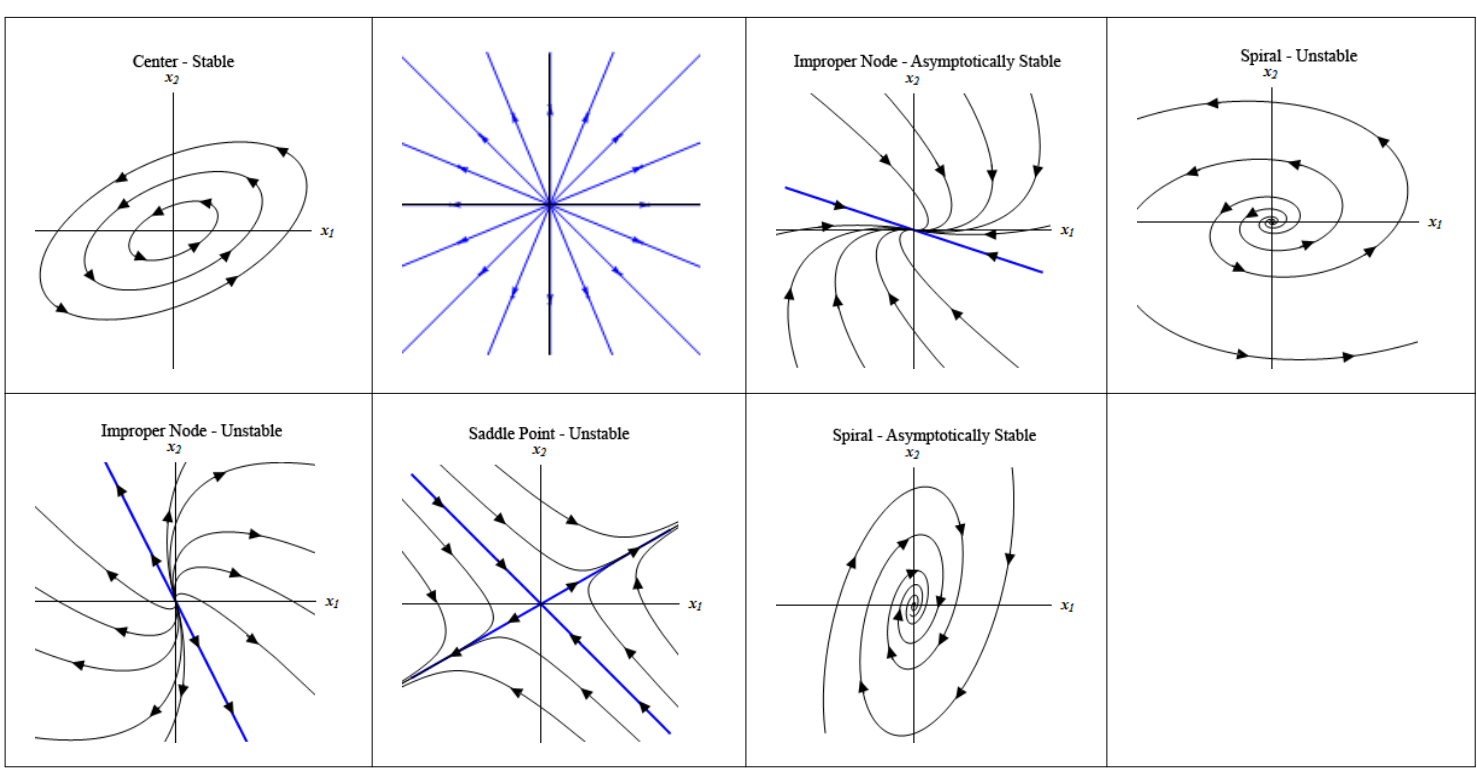 Center - Stable
x2
x1
Improper Node - Asymptotically Stable
x2
x1
Spiral - Unstable
x2
x1
Improper Node - Unstable
x2
x1
Saddle Point - Unstable
x2
x1
Spiral - Asymptotically Stable
x2
x1